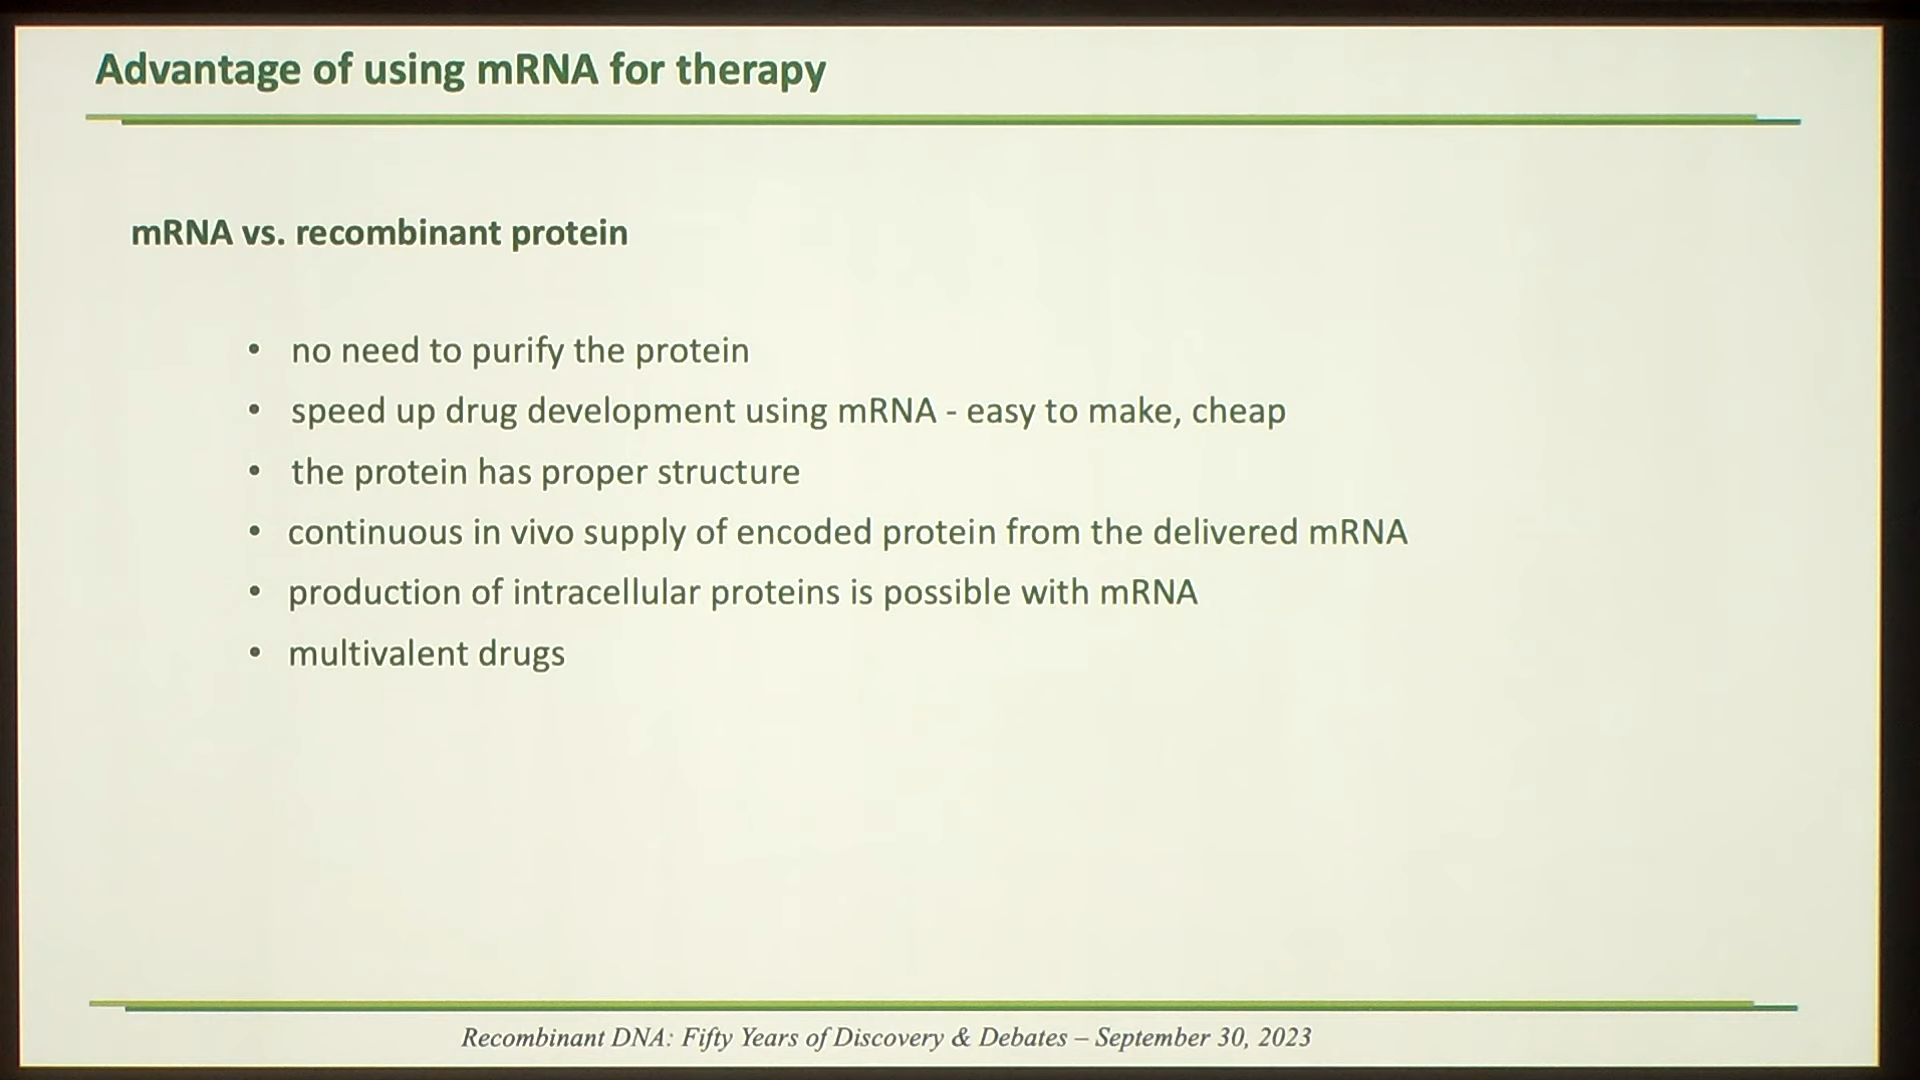 Advantage of using mRNA for therapy
mRNA vs. recombinant protein
• no need to purify the protein
• speed up drug development using mRNA - easy to make, cheap
• the protein has proper structure
• continuous in vivo supply of encoded protein from the delivered mRNA
• production of intracellular proteins is possible with mRNA
• multivalent drugs
Recombinant DNA: Fifty Years of Discovery & Debates – September 30, 2023